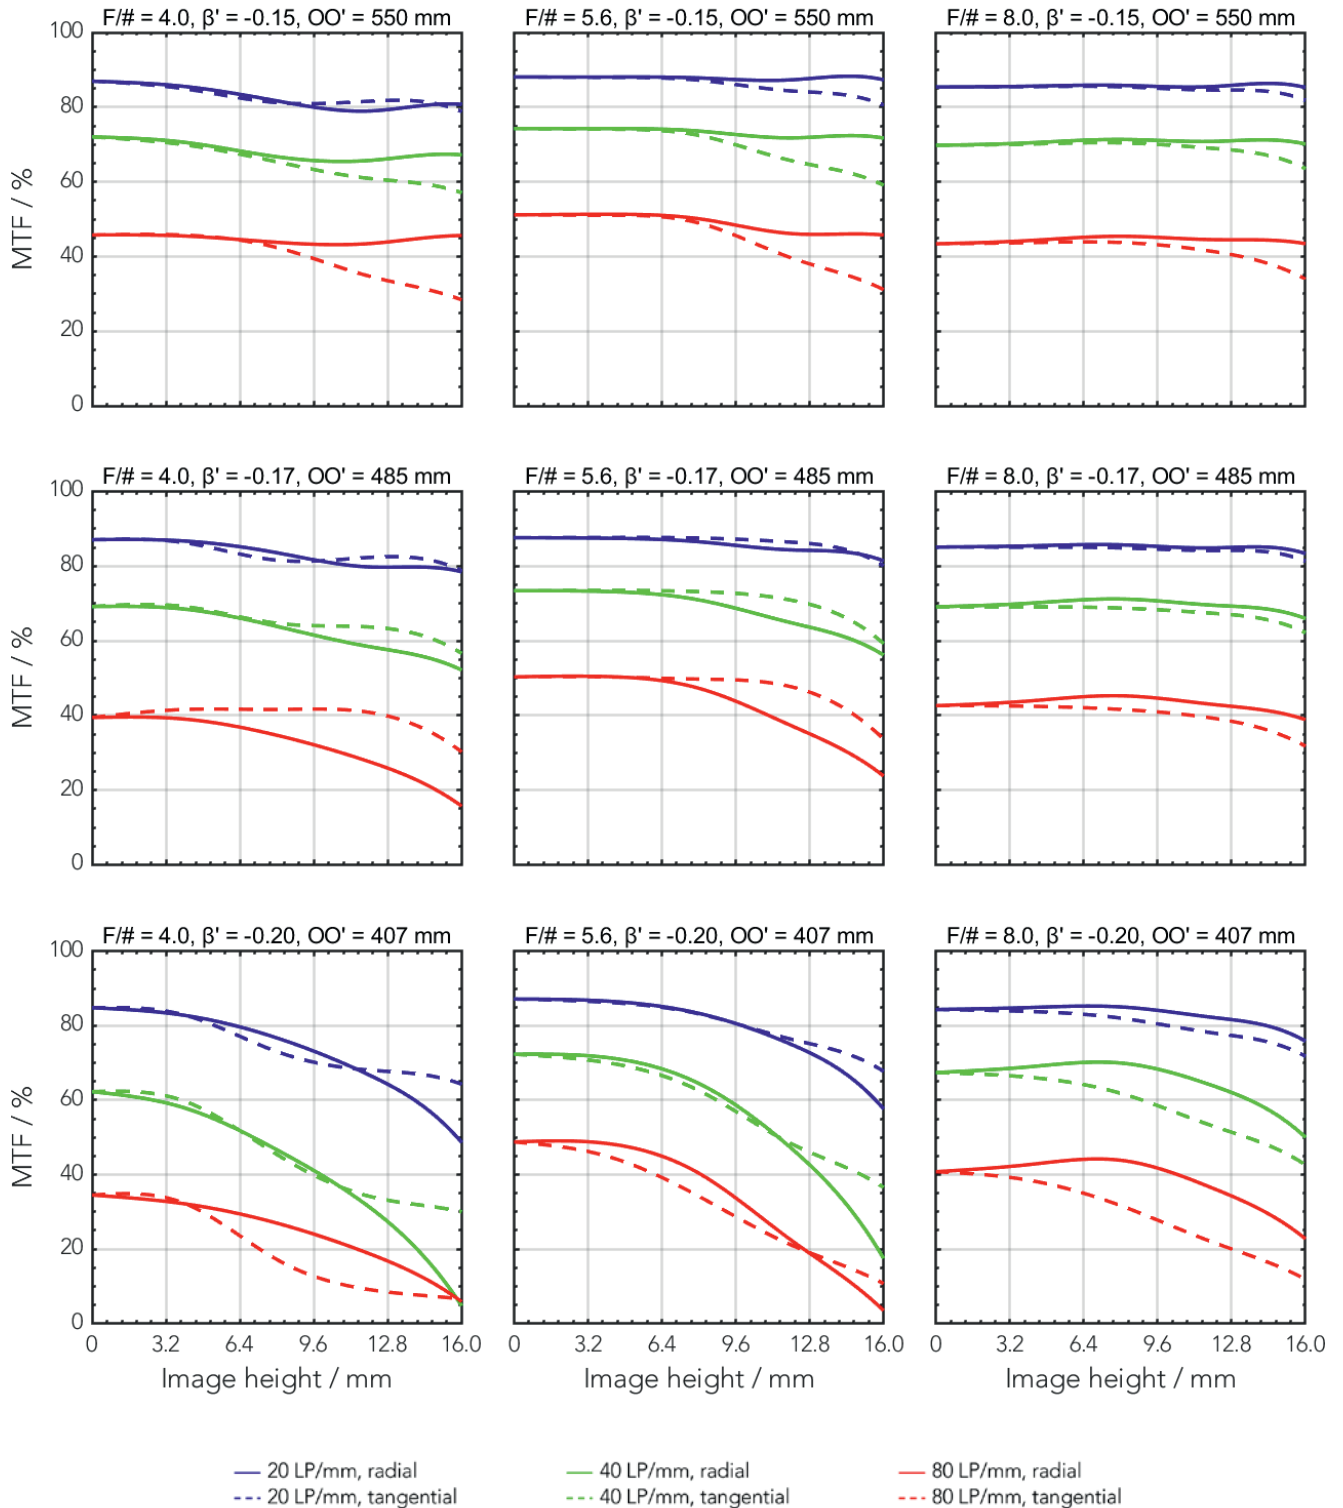 F/# = 4.0, β' = -0.15, OO' = 550 mm
F/# = 5.6, β' = -0.15, OO' = 550 mm
F/# = 8.0, β' = -0.15, OO' = 550 mm
100
80
60
40
20
0
MTF / %
F/# = 4.0, β' = -0.17, OO' = 485 mm
F/# = 5.6, β' = -0.17, OO' = 485 mm
F/# = 8.0, β' = -0.17, OO' = 485 mm
100
80
60
40
20
0
MTF / %
F/# = 4.0, β' = -0.20, OO' = 407 mm
F/# = 5.6, β' = -0.20, OO' = 407 mm
F/# = 8.0, β' = -0.20, OO' = 407 mm
100
80
60
40
20
0
MTF / %
0 3.2 6.4 9.6 12.8 16.0
0 3.2 6.4 9.6 12.8 16.0
0 3.2 6.4 9.6 12.8 16.0
Image height / mm
Image height / mm
Image height / mm
20 LP/mm, radial
40 LP/mm, radial
80 LP/mm, radial
20 LP/mm, tangential
40 LP/mm, tangential
80 LP/mm, tangential